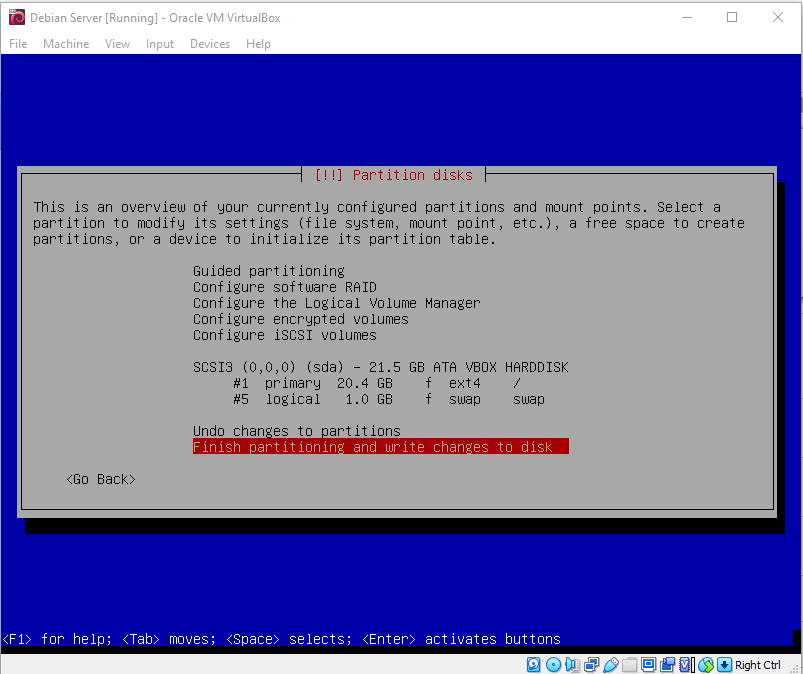 Debian Server [Running] - Oracle VM VirtualBox
File Machine View Input Devices Help
[!!] Partition disks
This is an overview of your currently configured partitions and mount points. Select a
partition to modify its settings (file system, mount point, etc.), a free space to create
partitions, or a device to initialize its partition table.
Guided partitioning
Configure software RAID
Configure the Logical Volume Manager
Configure encrypted volumes
Configure iSCSI volumes
SCSI3 (0,0,0) (sda) - 21.5 GB ATA VBOX HARDDISK
#1 primary 20.4 GB f ext4 /
#5 logical 1.0 GB f swap swap
Undo changes to partitions
Finish partitioning and write changes to disk
<Go Back>
<F1> for help; <Tab> moves; <Space> selects; <Enter> activates buttons
Right Ctrl